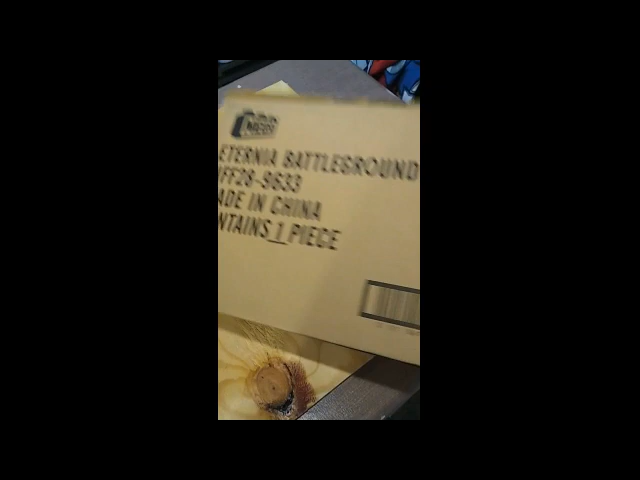 ETERNIA BATTLEGROUND
FF28-9633
ADE IN CHINA
NTAINS 1 PIECE